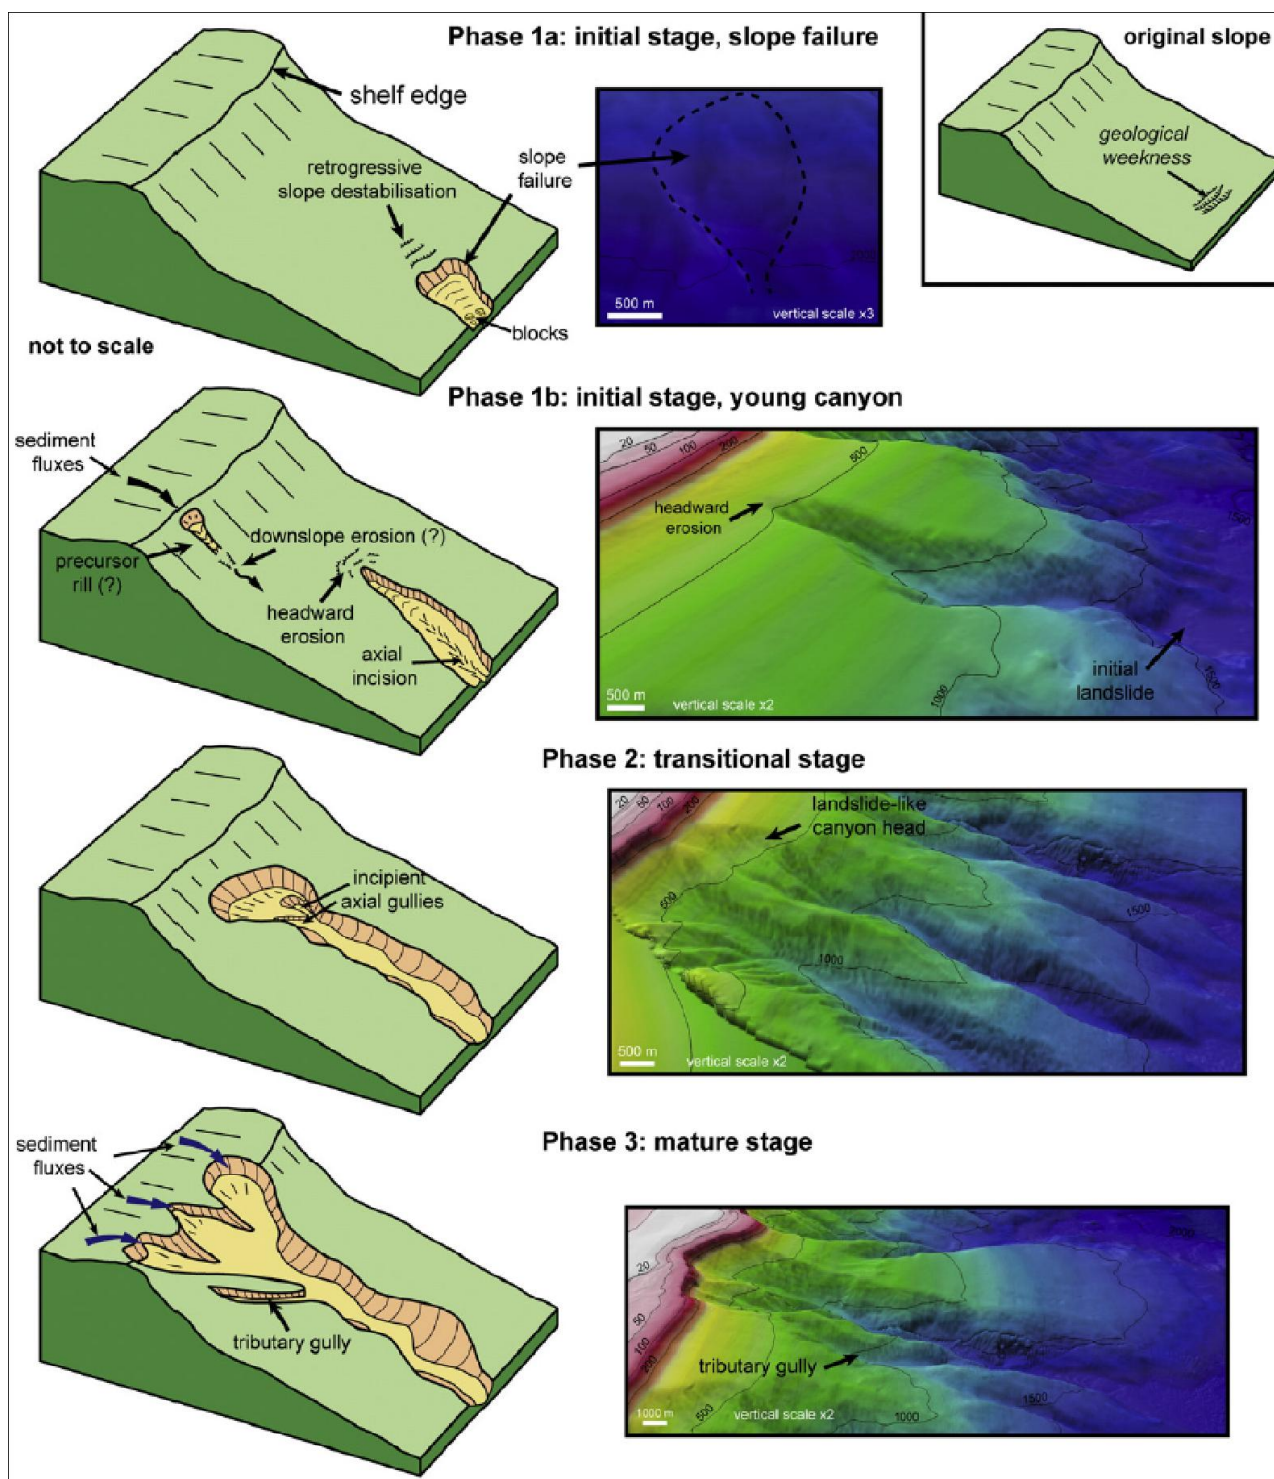 Phase 1a: initial stage, slope failure
original slope
shelf edge
geological
weekness
retrogressive
slope destabilisation
slope
failure
2000
500 m
vertical scale x3
blocks
not to scale
Phase 1b: initial stage, young canyon
sediment
fluxes
20
50
100
200
500
headward
erosion
1500
downslope erosion (?)
precursor
rill (?)
headward
erosion
axial
incision
initial
landslide
500 m
vertical scale x2
1000
1500
Phase 2: transitional stage
20
50
100
200
landslide-like
canyon head
incipient
axial gullies
500
1500
1000
500 m
vertical scale x2
Phase 3: mature stage
sediment
fluxes
2000
20
50
100
200
tributary gully
tributary gully
1000 m
500
vertical scale x2
1000
1500